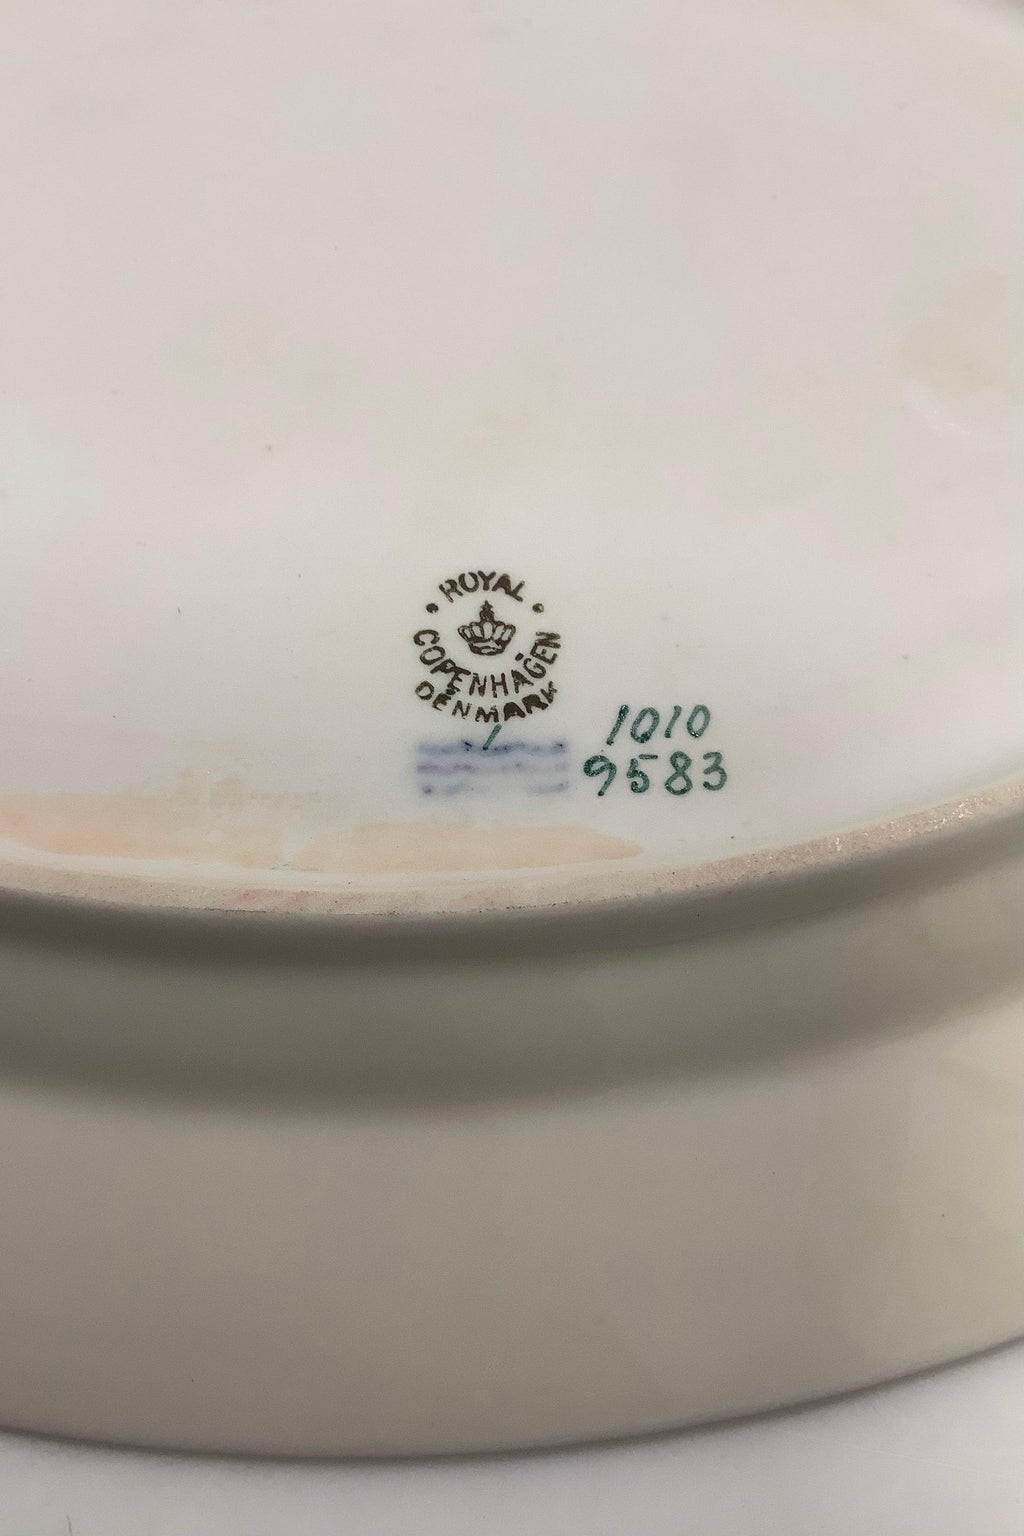 ROYAL
COPENHAGEN
DENMARK
1010
9583